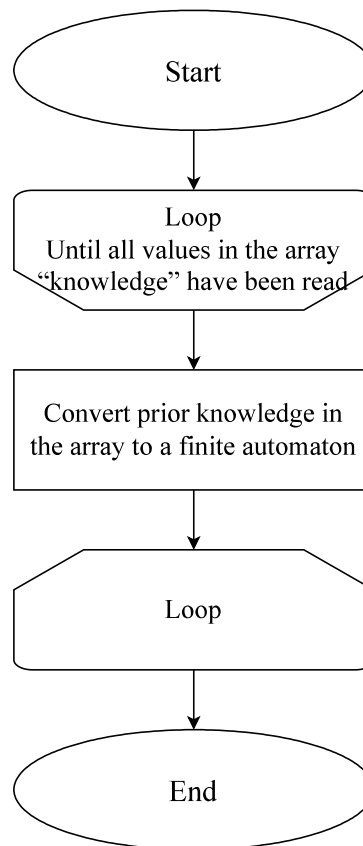 Start
Loop
Until all values in the array
“knowledge” have been read
Convert prior knowledge in
the array to a finite automaton
Loop
End